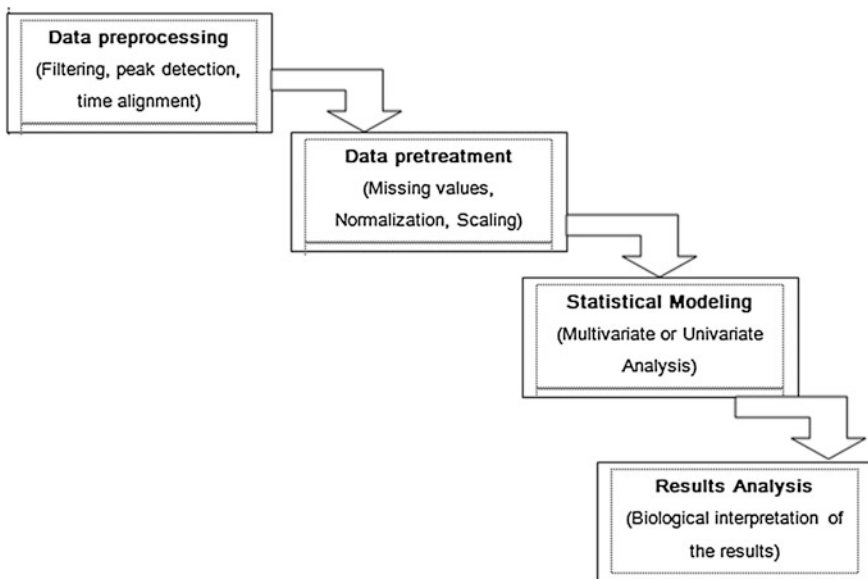 Data preprocessing
(Filtering, peak detection,
time alignment)
Data pretreatment
(Missing values,
Normalization, Scaling)
Statistical Modeling
(Multivariate or Univariate
Analysis)
Results Analysis
(Biological interpretation of
the results)